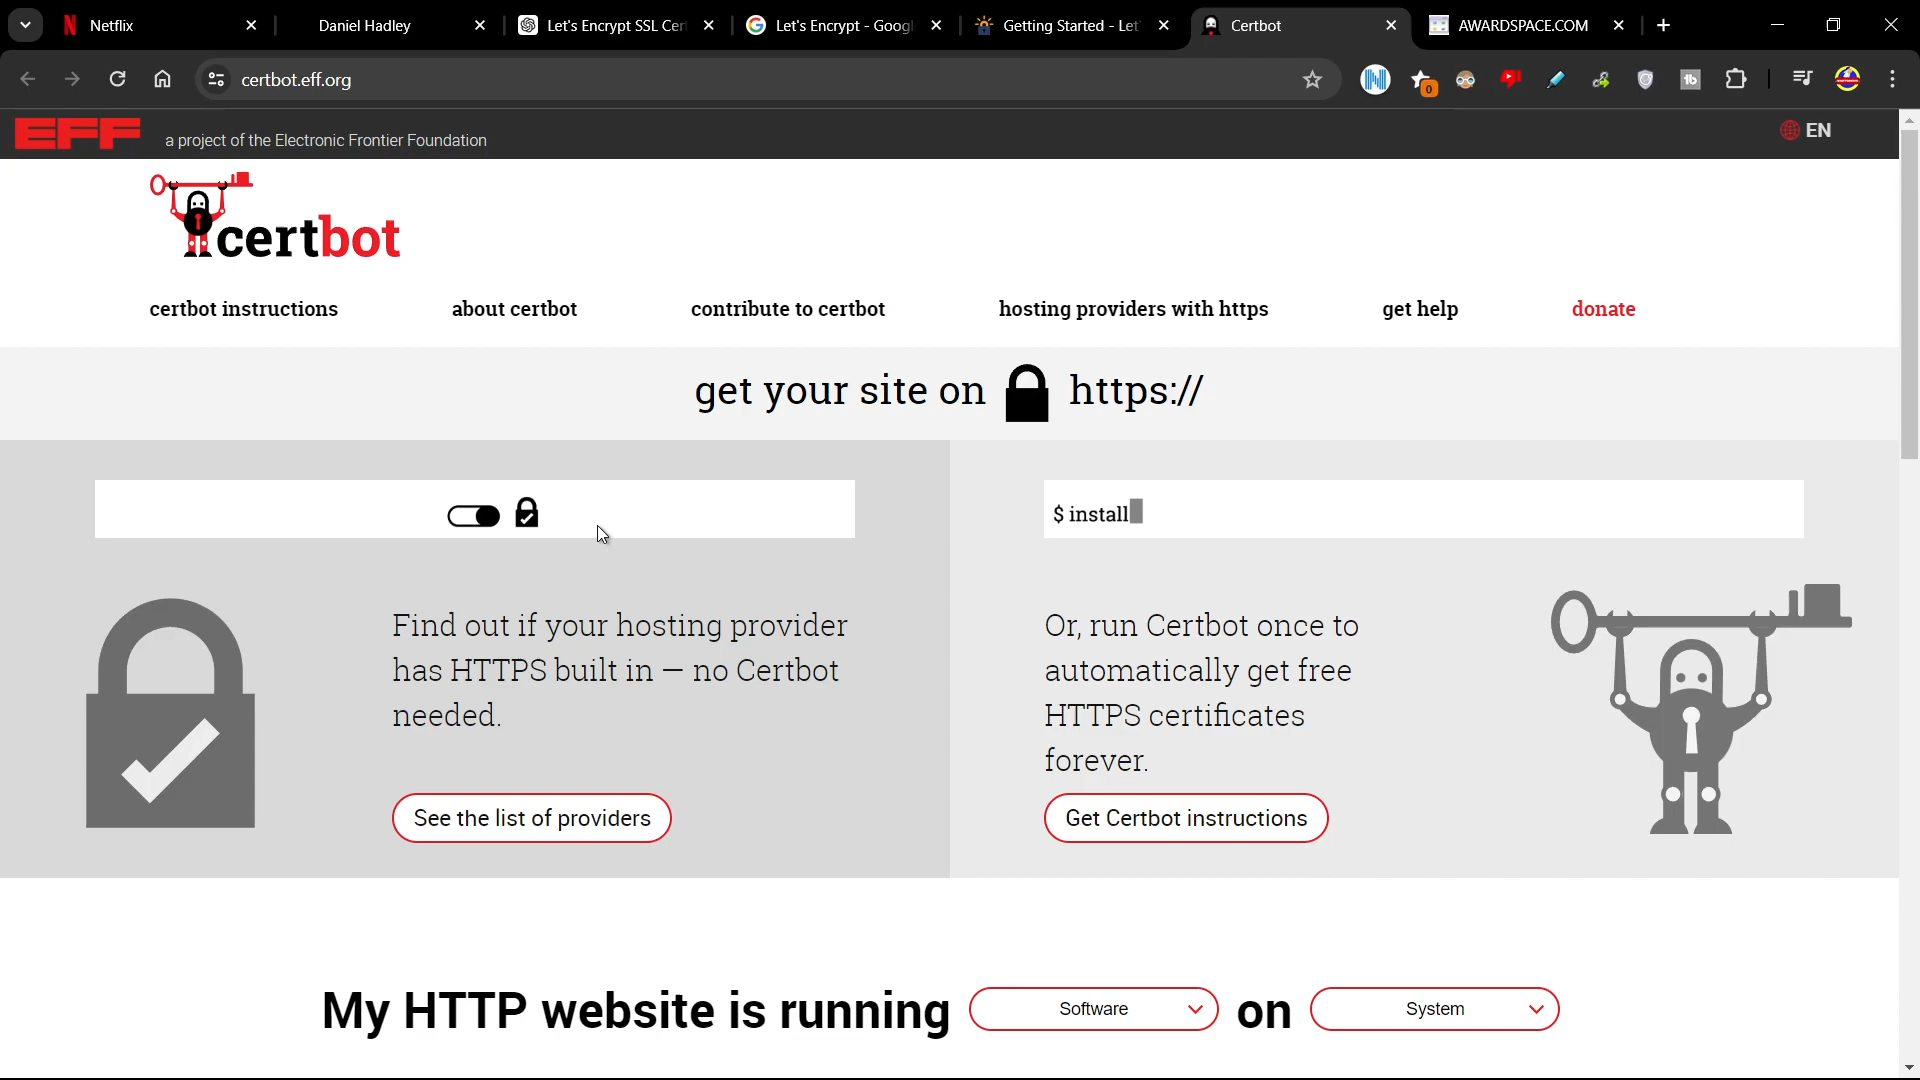 Netflix
Daniel Hadley
Let's Encrypt SSL Cer
Let's Encrypt - Googl
Getting Started - Let'
Certbot
AWARDSPACE.COM
certbot.eff.org
0
tb
EFF
a project of the Electronic Frontier Foundation
EN
certbot
certbot instructions
about certbot
contribute to certbot
hosting providers with https
get help
donate
get your site on https://
$ install
Find out if your hosting provider
has HTTPS built in — no Certbot
needed.
See the list of providers
Or, run Certbot once to
automatically get free
HTTPS certificates
forever.
Get Certbot instructions
My HTTP website is running Software on System